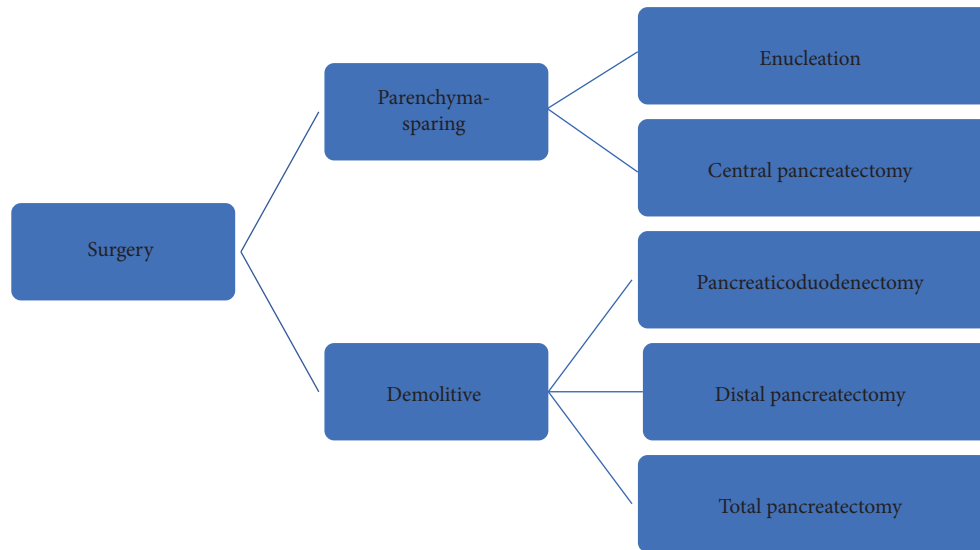 Surgery
Parenchyma-
sparing
Demolitive
Enucleation
Central pancreatectomy
Pancreaticoduodenectomy
Distal pancreatectomy
Total pancreatectomy